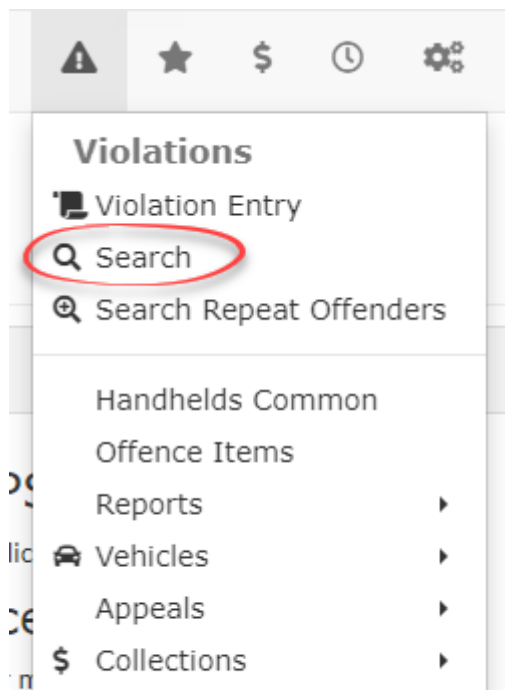 Violations
Violation Entry
Search
Search Repeat Offenders
Handhelds Common
Offence Items
Reports
Vehicles
Appeals
$ Collections